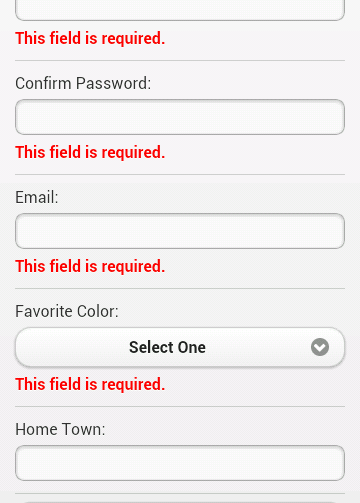 This field is required.
Confirm Password:
This field is required.
Email:
This field is required.
Favorite Color:
Select One
This field is required.
Home Town: